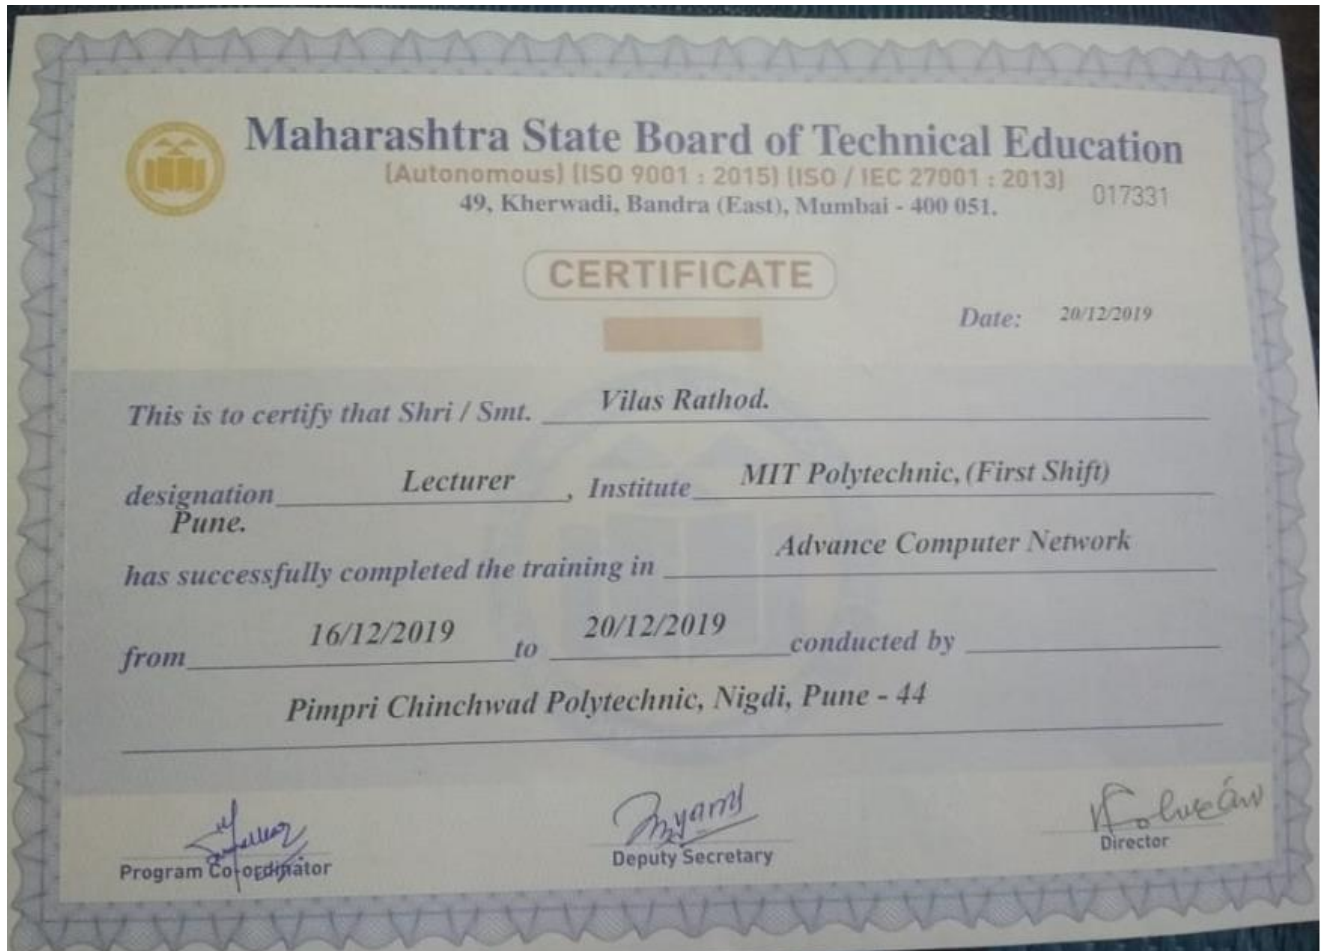 Maharashtra State Board of Technical Education
(Autonomous) (ISO 9001 : 2015) (ISO / IEC 27001 : 2013)
017331
49, Kherwadi, Bandra (East), Mumbai - 400 051.
CERTIFICATE
Date: 20/12/2019
This is to certify that Shri / Smt. Vilas Rathod.
designation Lecturer , Institute MIT Polytechnic, (First Shift)
Pune.
has successfully completed the training in Advance Computer Network
from 16/12/2019 to 20/12/2019 conducted by
Pimpri Chinchwad Polytechnic, Nigdi, Pune - 44
Program Co-ordinator
Deputy Secretary
Director